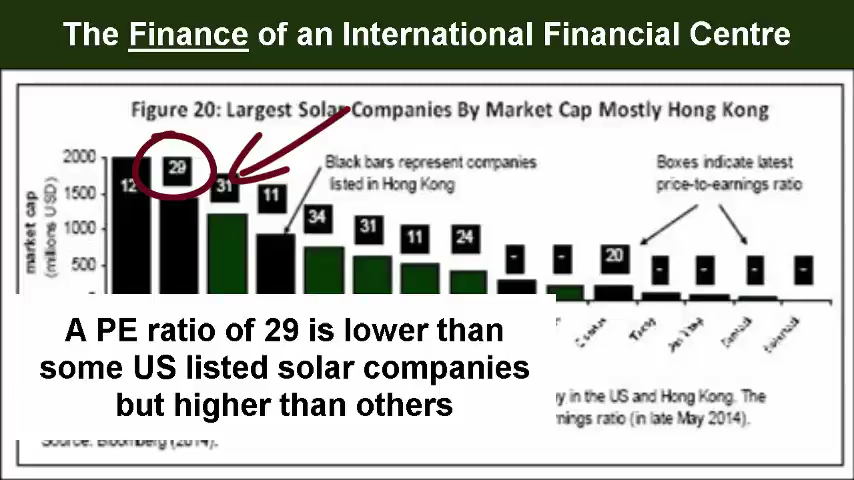 The Finance of an International Financial Centre
Figure 20: Largest Solar Companies By Market Cap Mostly Hong Kong
2000
1500
1000
500
market cap
(millions USD)
12
29
31
11
34
31
11
24
-
-
20
-
-
-
-
Black bars represent companies
listed in Hong Kong
Boxes indicate latest
price-to-earnings ratio
A PE ratio of 29 is lower than
some US listed solar companies
but higher than others
in the US and Hong Kong. The
ratio (in late May 2014).
Source: Bloomberg (2014).